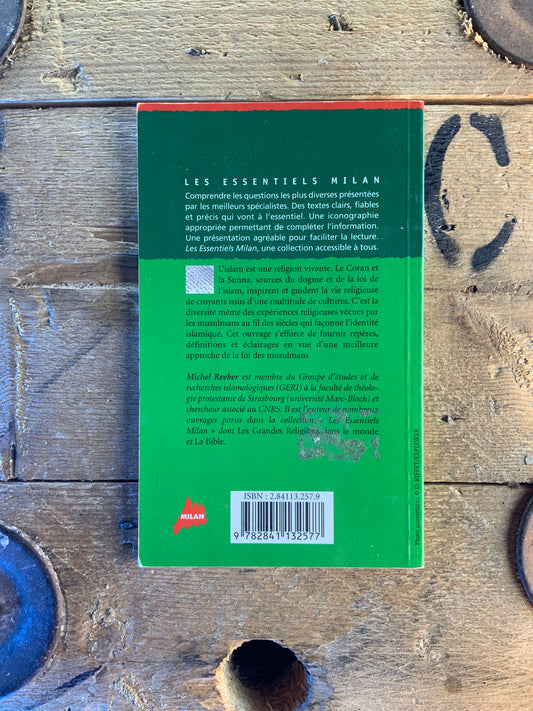 LES ESSENTIELS MILAN
Comprendre les questions les plus diverses présentées
par les meilleurs spécialistes. Des textes clairs, fiables
et précis qui vont à l'essentiel. Une iconographie
appropriée permettant de compléter l'information.
Une présentation agréable pour faciliter la lecture.
Les Essentiels Milan, une collection accessible à tous.
L'islam est une religion vivante. Le Coran et
la Sunna, sources du dogme et de la loi de
l'islam, inspirent et guident la vie religieuse
de croyants issus d'une multitude de cultures. C'est la
diversité même des expériences religieuses vécues par
les musulmans au fil des siècles qui façonne l'identité
islamique. Cet ouvrage s'efforce de fournir repères,
définitions et éclairages en vue d'une meilleure
approche de la foi des musulmans
Michel Reeber est membre du Groupe d'études et de
recherches islamologiques (GERI) à la faculté de théolo-
gie protestante de Strasbourg (université Marc-Bloch) et
chercheur associé au CNRS. Il est l'auteur de nombreux
ouvrages parus dans la collection « Les Essentiels
Milan » dont Les Grandes Religions dans le monde
et La Bible.
ISBN : 2.84113.257.9
9 782841 132577
MILAN
Photo couverture : © D. RIFFET/EXPLORER
C